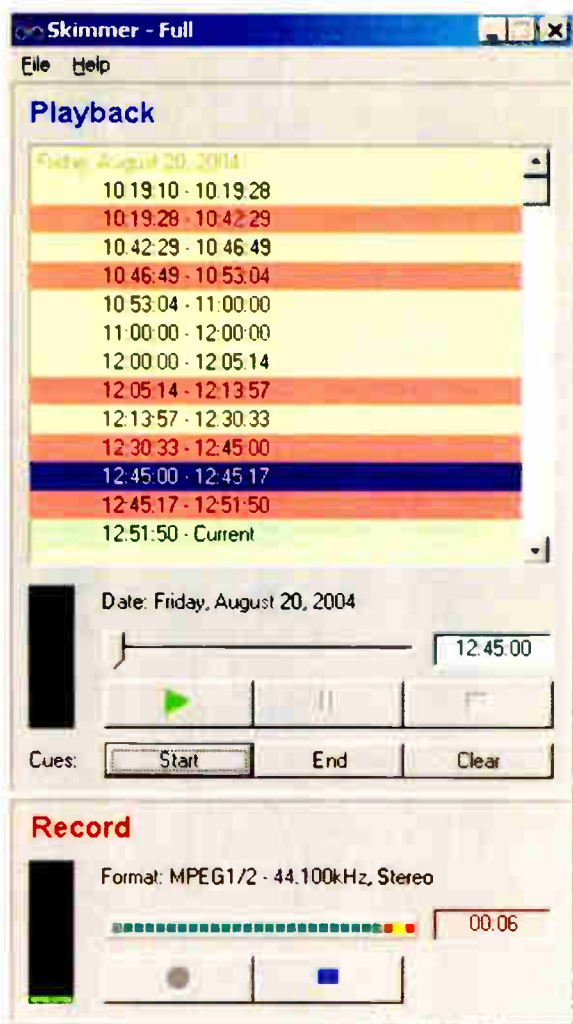 Skimmer - Full
File Help
Playback
Friday, August 20, 2004
10:19:10 - 10:19:28
10:19:28 - 10:42:29
10:42:29 - 10:46:49
10:46:49 - 10:53:04
10:53:04 - 11:00:00
11:00:00 - 12:00:00
12:00:00 - 12:05:14
12:05:14 - 12:13:57
12:13:57 - 12:30:33
12:30:33 - 12:45:00
12:45:00 - 12:45:17
12:45:17 - 12:51:50
12:51:50 - Current
Date: Friday, August 20, 2004
12:45:00
Cues: Start End Clear
Record
Format: MPEG1/2 - 44.100kHz, Stereo
00:06